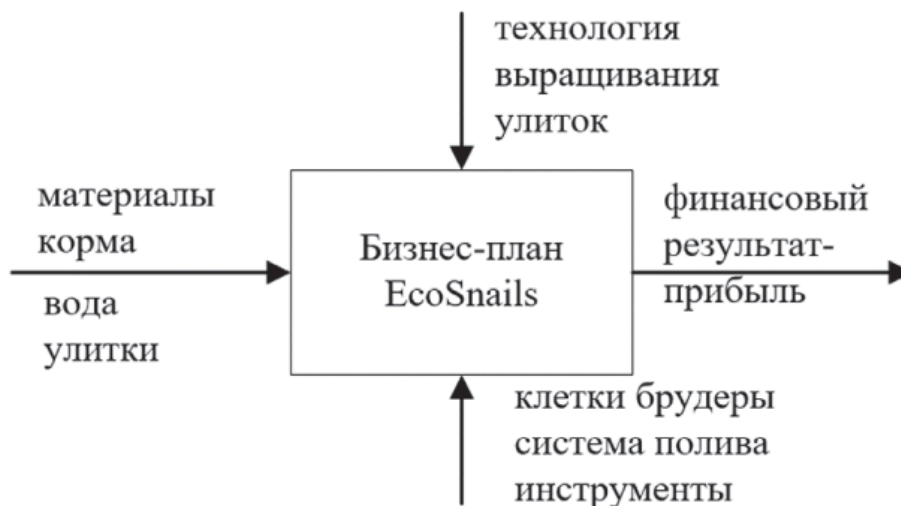 технология
выращивания
улиток
материалы
корма
вода
улитки
Бизнес-план
EcoSnails
финансовый
результат-
прибыль
клетки брудеры
система полива
инструменты